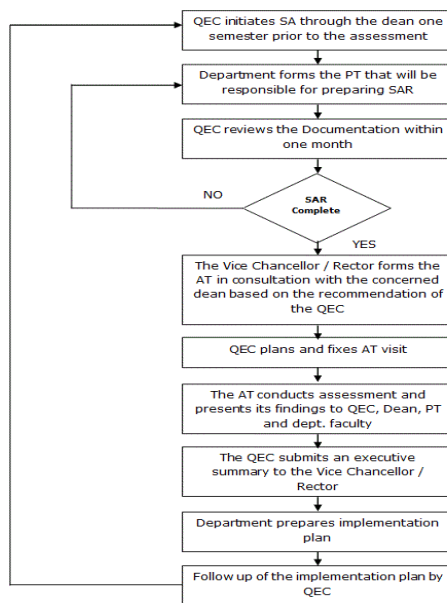 QEC initiates SA through the dean one
semester prior to the assessment
Department forms the PT that will be
responsible for preparing SAR
QEC reviews the Documentation within
one month
NO
SAR
Complete
YES
The Vice Chancellor / Rector forms the
AT in consultation with the concerned
dean based on the recommendation of
the QEC
QEC plans and fixes AT visit
The AT conducts assessment and
presents its findings to QEC, Dean, PT
and dept. faculty
The QEC submits an executive
summary to the Vice Chancellor /
Rector
Department prepares implementation
plan
Follow up of the implementation plan by
QEC